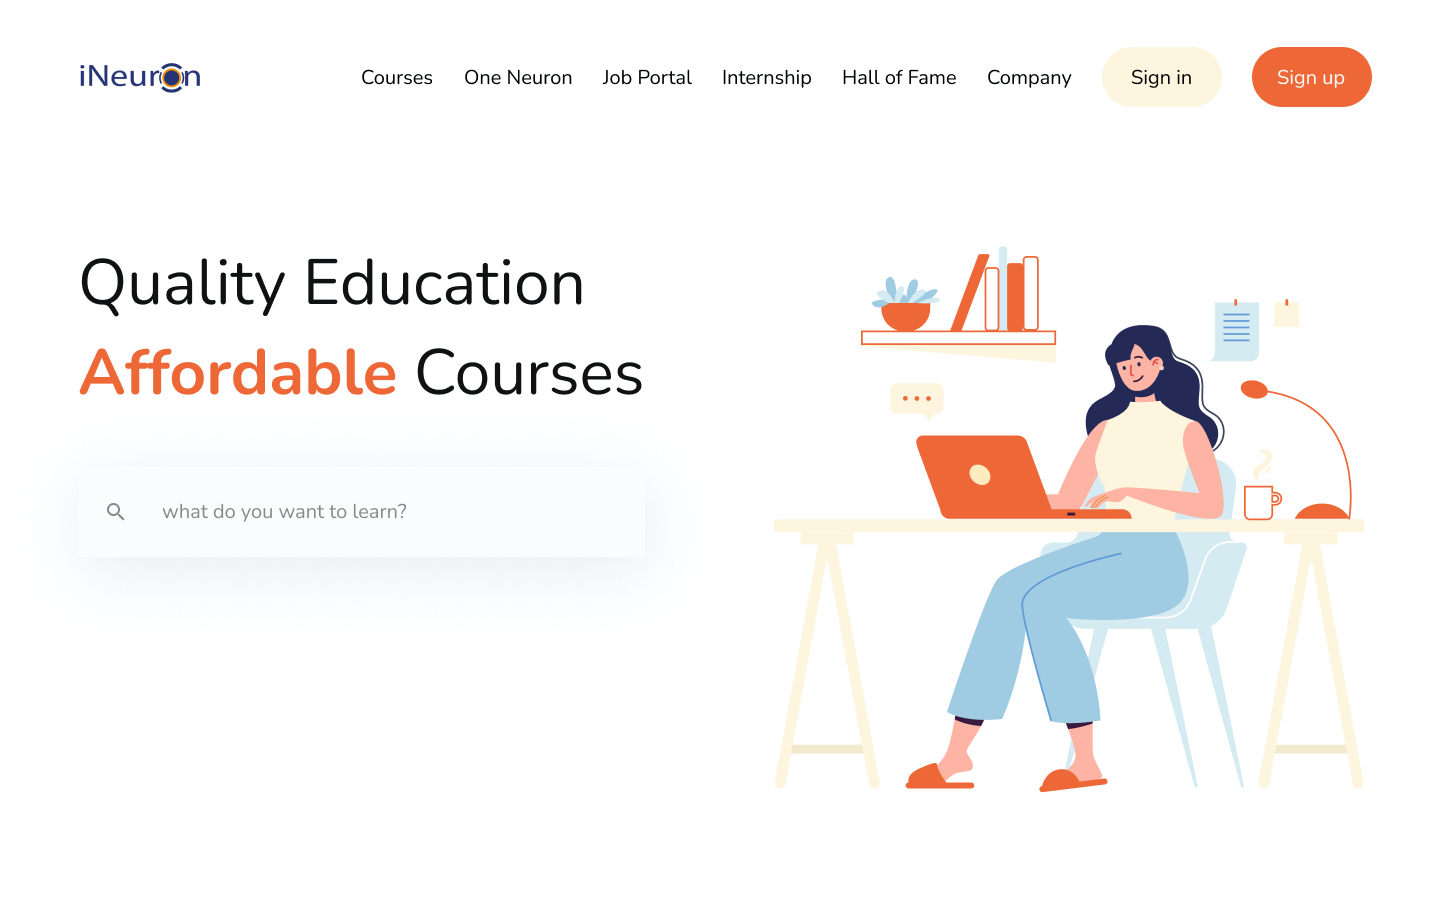 iNeuron
Courses One Neuron Job Portal Internship Hall of Fame Company Sign in Sign up
Quality Education
Affordable Courses
what do you want to learn?